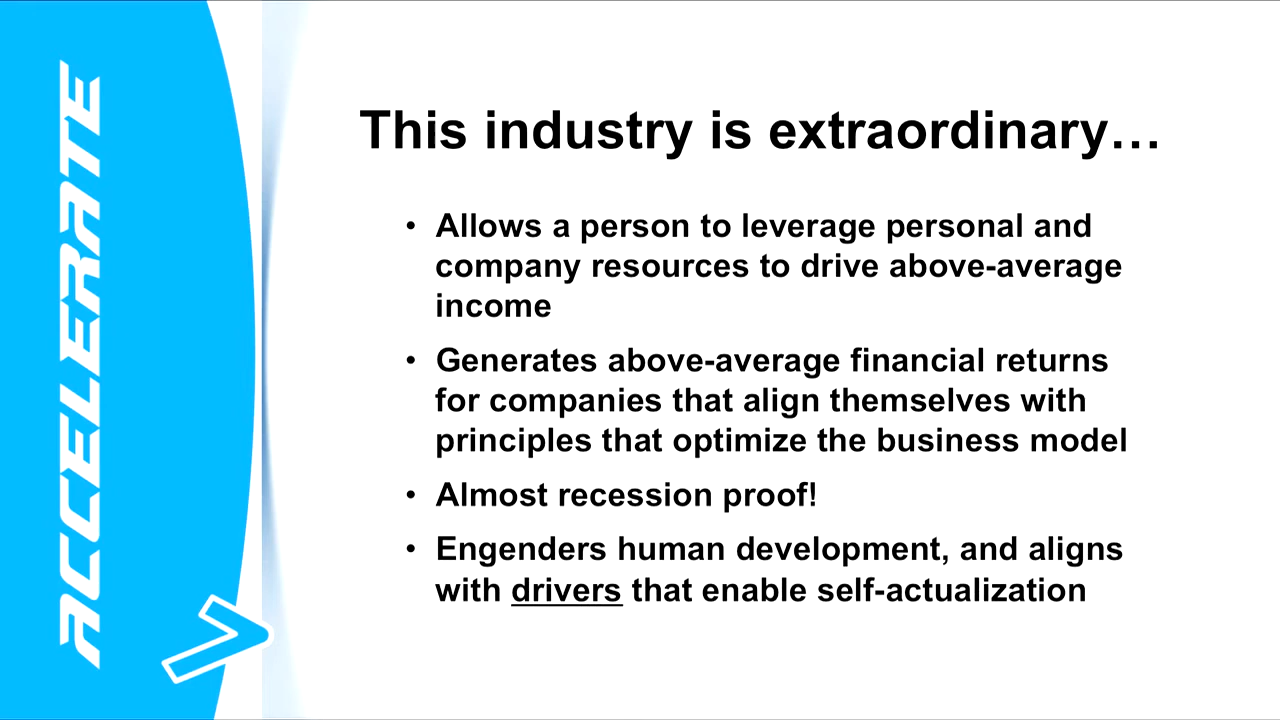 ACCELERATE
This industry is extraordinary…
• Allows a person to leverage personal and
company resources to drive above-average
income
• Generates above-average financial returns
for companies that align themselves with
principles that optimize the business model
• Almost recession proof!
• Engenders human development, and aligns
with drivers that enable self-actualization